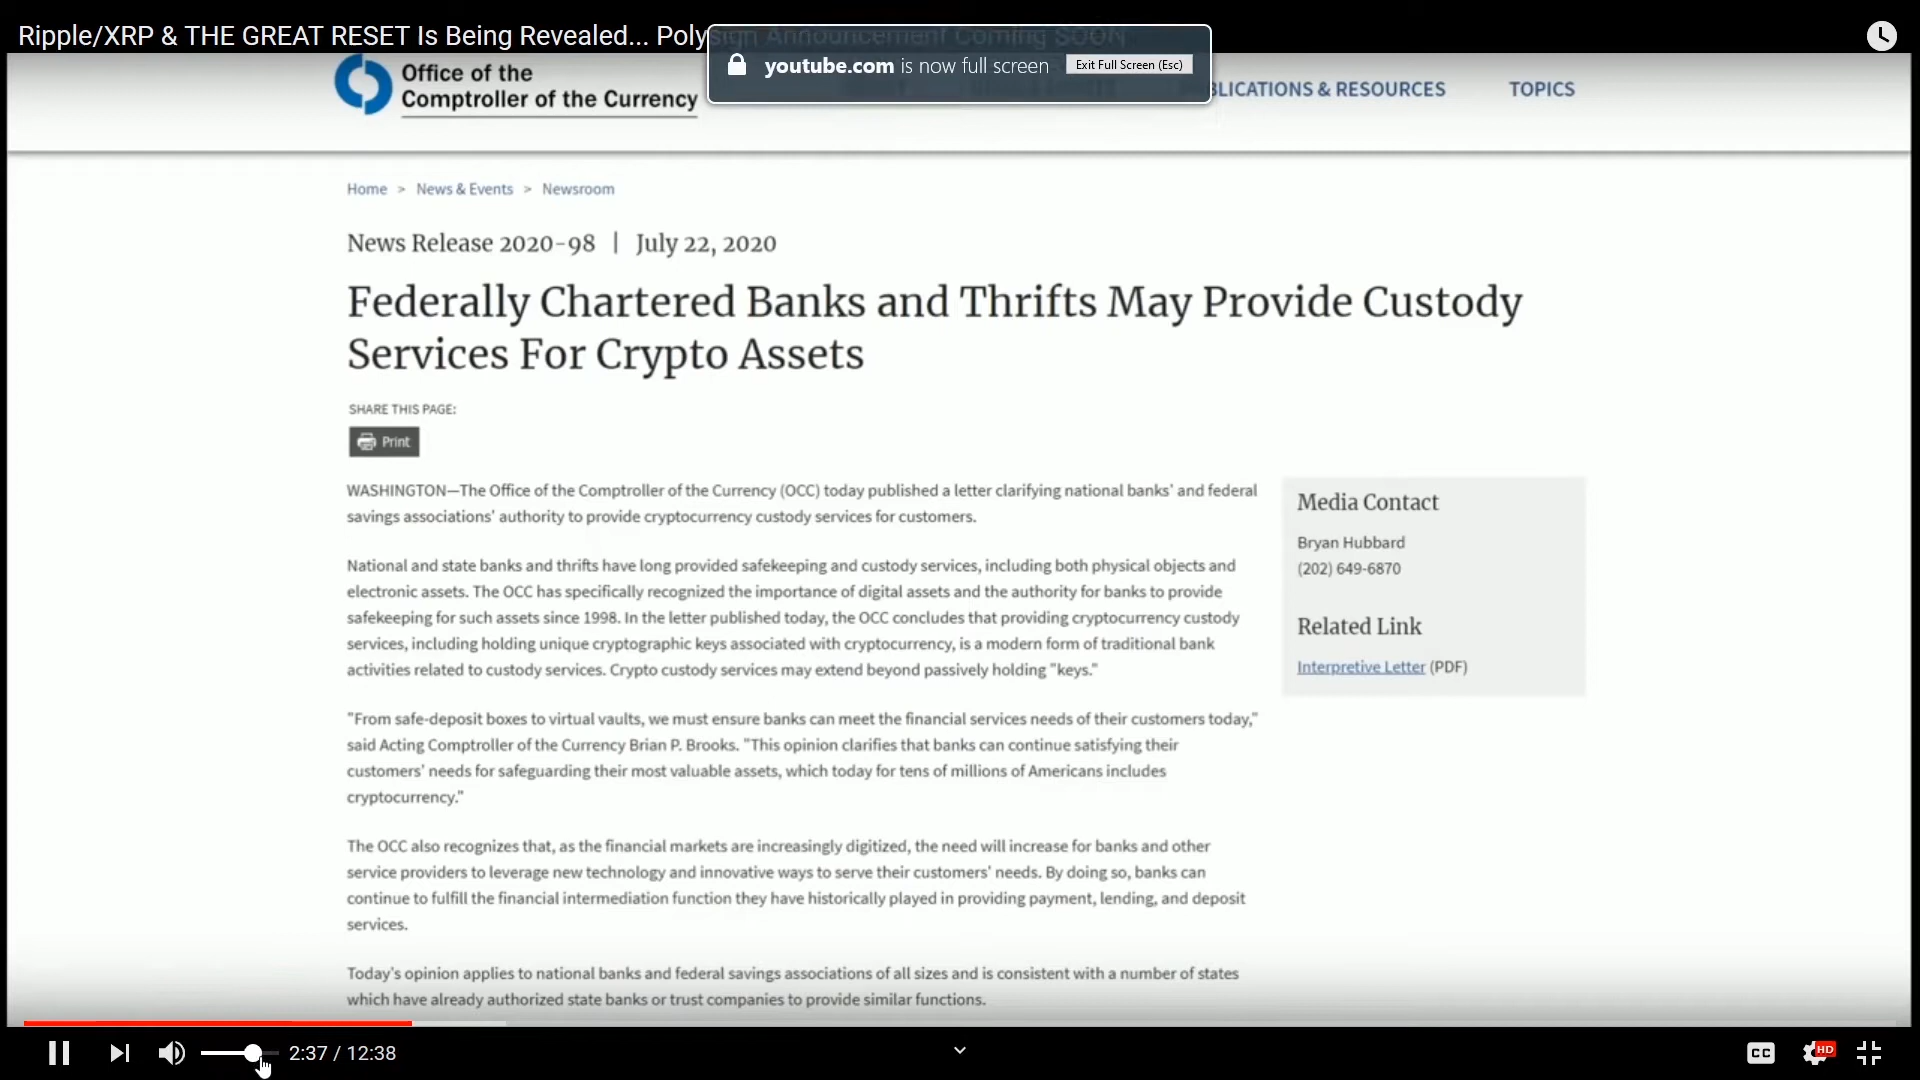 Ripple/XRP & THE GREAT RESET Is Being Revealed... Polysign Announcement Coming SOON
youtube.com is now full screen
Exit Full Screen (Esc)
Office of the
Comptroller of the Currency
PUBLICATIONS & RESOURCES
TOPICS
Home > News & Events > Newsroom
News Release 2020-98 | July 22, 2020
Federally Chartered Banks and Thrifts May Provide Custody
Services For Crypto Assets
SHARE THIS PAGE:
Print
WASHINGTON—The Office of the Comptroller of the Currency (OCC) today published a letter clarifying national banks' and federal
savings associations' authority to provide cryptocurrency custody services for customers.
National and state banks and thrifts have long provided safekeeping and custody services, including both physical objects and
electronic assets. The OCC has specifically recognized the importance of digital assets and the authority for banks to provide
safekeeping for such assets since 1998. In the letter published today, the OCC concludes that providing cryptocurrency custody
services, including holding unique cryptographic keys associated with cryptocurrency, is a modern form of traditional bank
activities related to custody services. Crypto custody services may extend beyond passively holding "keys."
"From safe-deposit boxes to virtual vaults, we must ensure banks can meet the financial services needs of their customers today,"
said Acting Comptroller of the Currency Brian P. Brooks. "This opinion clarifies that banks can continue satisfying their
customers' needs for safeguarding their most valuable assets, which today for tens of millions of Americans includes
cryptocurrency."
The OCC also recognizes that, as the financial markets are increasingly digitized, the need will increase for banks and other
service providers to leverage new technology and innovative ways to serve their customers' needs. By doing so, banks can
continue to fulfill the financial intermediation function they have historically played in providing payment, lending, and deposit
services.
Today's opinion applies to national banks and federal savings associations of all sizes and is consistent with a number of states
which have already authorized state banks or trust companies to provide similar functions.
Media Contact
Bryan Hubbard
(202) 649-6870
Related Link
Interpretive Letter (PDF)
2:37 / 12:38
CC
HD